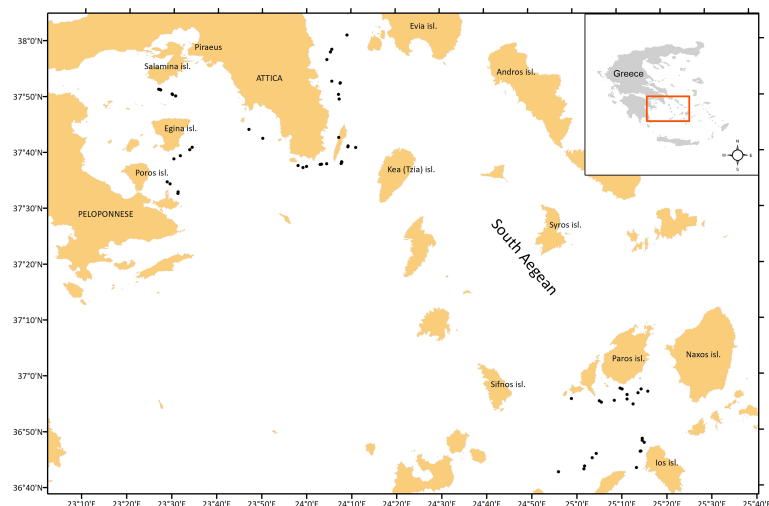 38°0'N
37°50'N
37°40'N
37°30'N
37°20'N
37°10'N
37°0'N
36°50'N
36°40'N
Piraeus
Salamina isl.
ATTICA
Evia isl.
Andros isl.
Egina isl.
Poros isl.
PELOPONNESE
Kea (Tzia) isl.
Syros isl.
South Aegean
Paros isl.
Naxos isl.
Sifnos isl.
Ios isl.
Greece
N
W
E
S
23°10'E
23°20'E
23°30'E
23°40'E
23°50'E
24°0'E
24°10'E
24°20'E
24°30'E
24°40'E
24°50'E
25°0'E
25°10'E
25°20'E
25°30'E
25°40'E